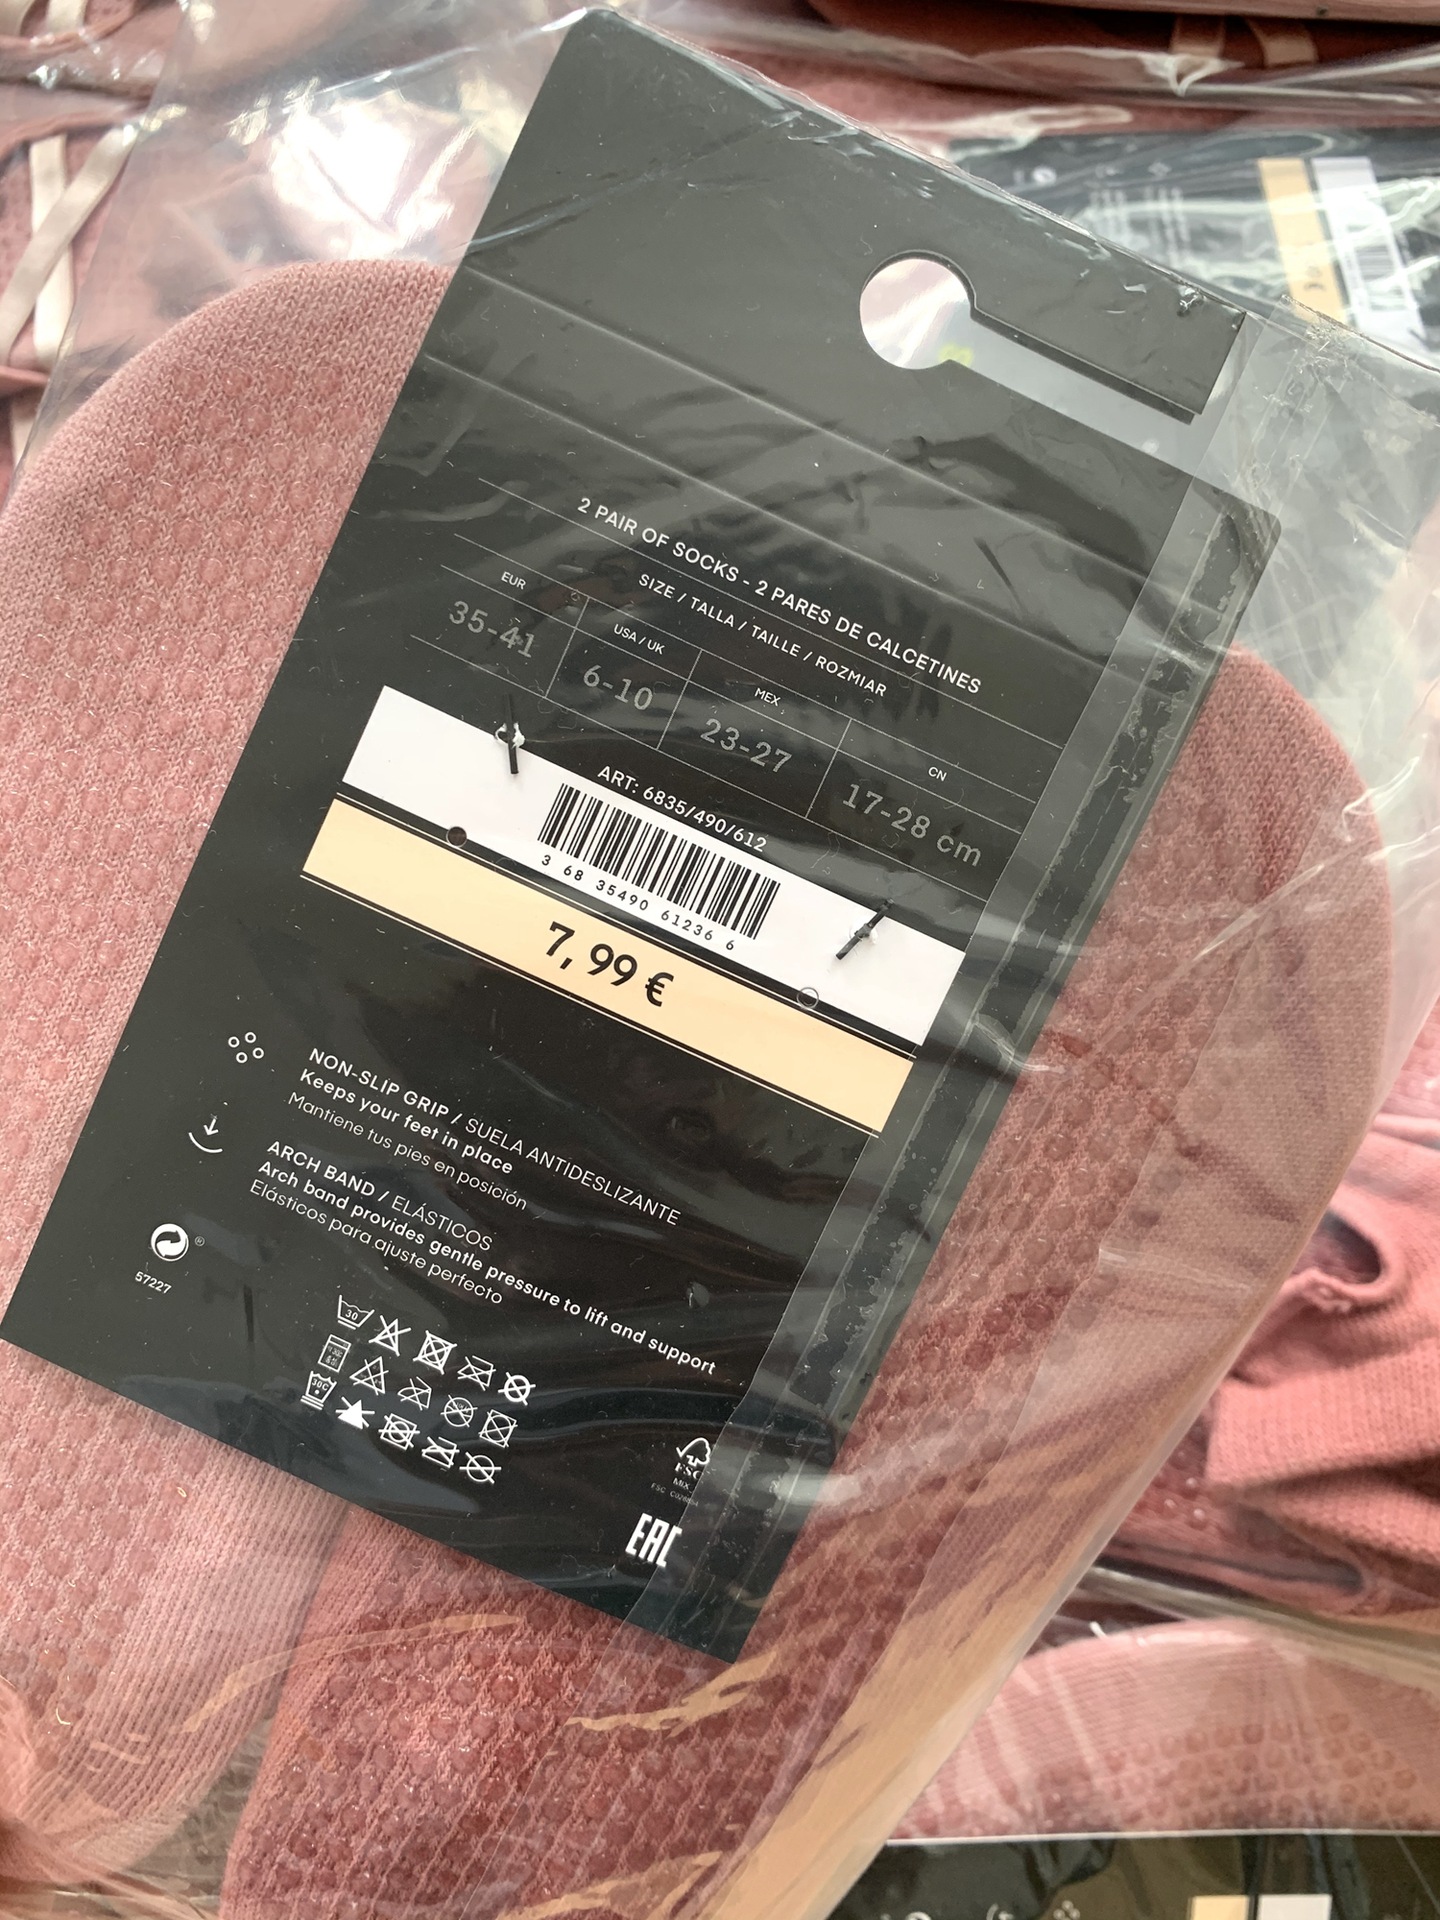 2 PAIR OF SOCKS - 2 PARES DE CALCETINES
SIZE / TALLA / TAILLE / ROZMIAR
EUR USA / UK MEX CN
35-41 6-10 23-27 17-28 cm
ART: 6835/490/612
3 68 35490 61236 6
7,99 €
NON-SLIP GRIP / SUELA ANTIDESLIZANTE
Keeps your feet in place
Mantiene tus pies en posición
ARCH BAND / ELÁSTICOS
Arch band provides gentle pressure to lift and support
Elásticos para ajuste perfecto
®
57227
30
30C
FSC
MIX
EAC